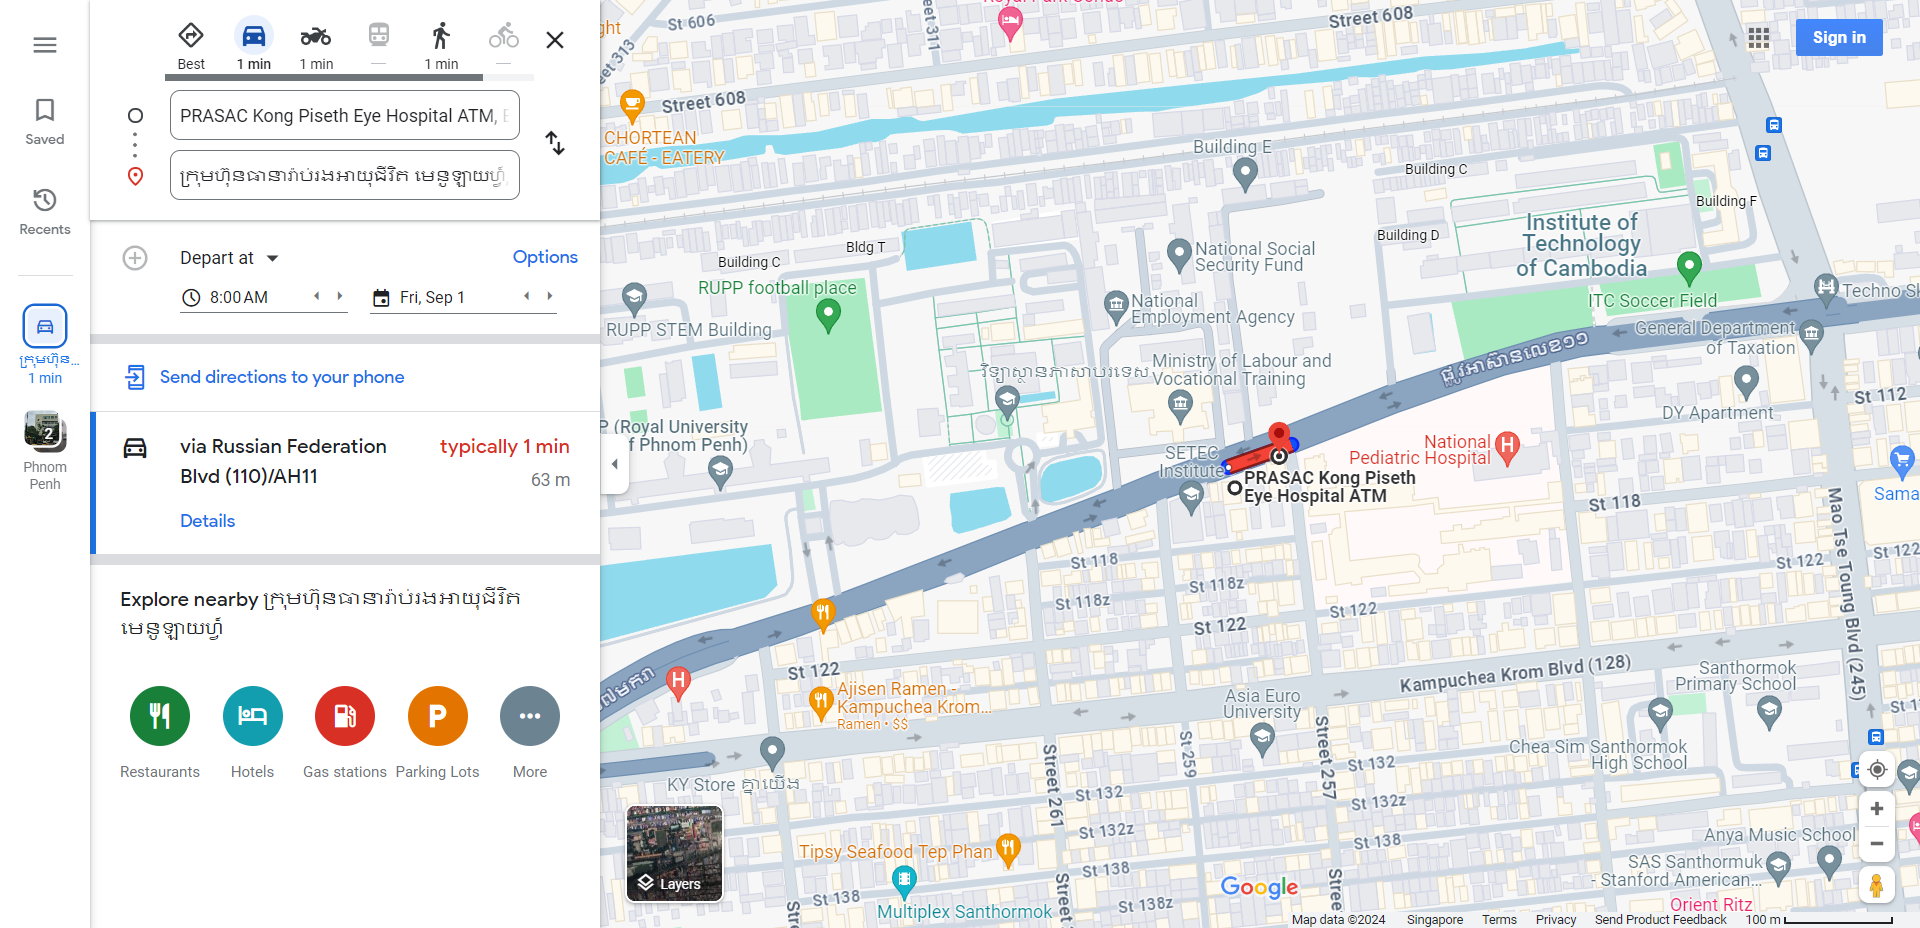 Best
1 min
1 min
1 min
PRASAC Kong Piseth Eye Hospital ATM,
ក្រុមហ៊ុនធានារ៉ាប់រងអាយុជីវិត មេនូឡាយហ្វ៍
Saved
Recents
ក្រុមហ៊ុន...
1 min
2
Phnom
Penh
Depart at
Options
8:00 AM
Fri, Sep 1
Send directions to your phone
via Russian Federation
Blvd (110)/AH11
typically 1 min
63 m
Details
Explore nearby ក្រុមហ៊ុនធានារ៉ាប់រងអាយុជីវិត
មេនូឡាយហ្វ៍
Restaurants
Hotels
Gas stations
Parking Lots
More
Sign in
St 606
Street 608
Street 608
CHORTEAN
CAFÉ - EATERY
Building E
Building C
Building F
Building D
Institute of
Technology
of Cambodia
ITC Soccer Field
Techno
General Department
of Taxation
Bldg T
Building C
RUPP football place
RUPP STEM Building
National Social
Security Fund
National
Employment Agency
Ministry of Labour and
Vocational Training
វិទ្យាស្ថានភាសាបរទេស
(Royal University
f Phnom Penh)
ផ្លូវអាស៊ានលេខ១១
DY Apartment
St 112
National
Pediatric Hospital
SETEC
Institute
PRASAC Kong Piseth
Eye Hospital ATM
Sama
St 118
St 118
St 118z
St 118z
St 122
St 122
St 122
St 122
St 122
Mao Tse Toung Blvd (245)
Kampuchea Krom Blvd (128)
Ajisen Ramen -
Kampuchea Krom...
Ramen • $$
Asia Euro
University
Santhormok
Primary School
Chea Sim Santhormok
High School
KY Store គ្នាយើង
Street 261
St 259
Street 257
St 132
St 132
St 132z
St 132z
St 138
St 138
St 138
St 138z
Tipsy Seafood Tep Phan
Multiplex Santhormok
Anya Music School
SAS Santhormuk
- Stanford American...
Orient Ritz
Layers
Google
Map data ©2024
Singapore
Terms
Privacy
Send Product Feedback
100 m